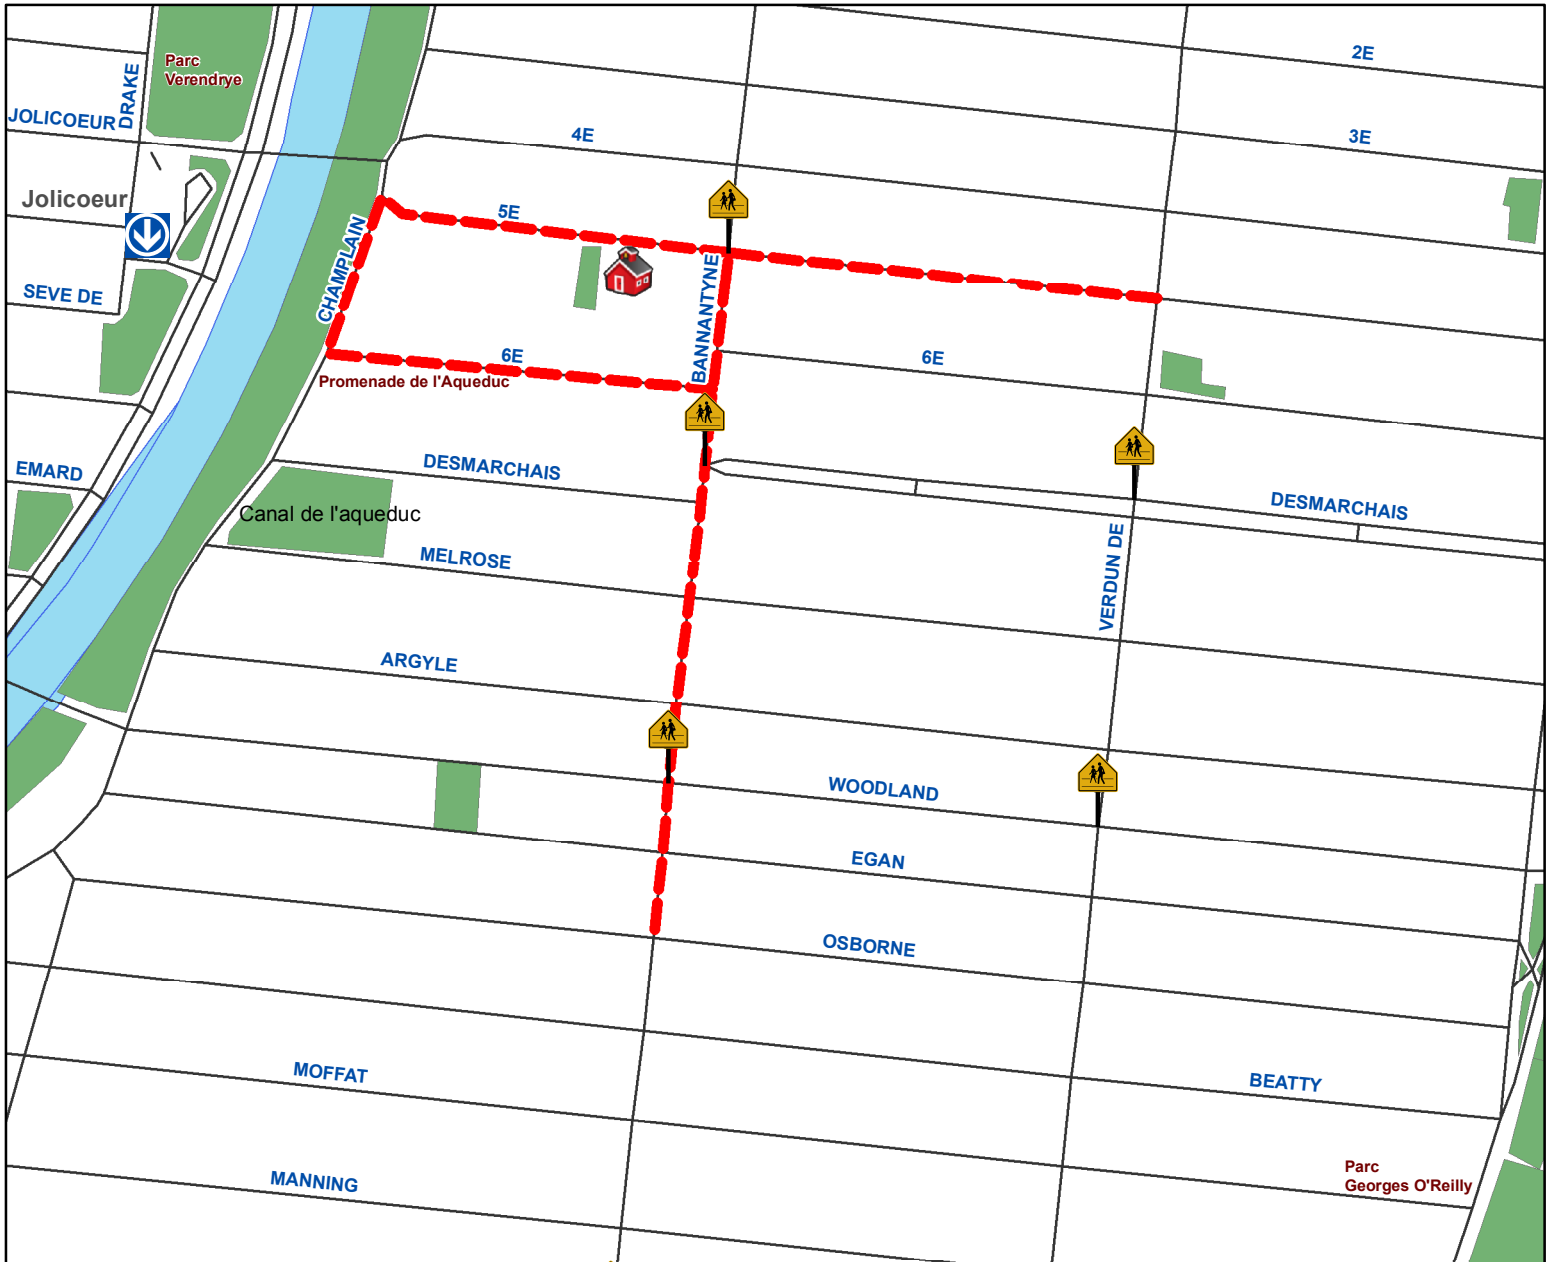 2E
Parc
Verendrye
DRAKE
JOLICOEUR
4E
3E
Jolicoeur
5E
CHAMPLAIN
BANNANTYNE
SEVE DE
6E
6E
Promenade de l'Aqueduc
EMARD
DESMARCHAIS
DESMARCHAIS
Canal de l'aqueduc
MELROSE
VERDUN DE
ARGYLE
WOODLAND
EGAN
OSBORNE
MOFFAT
BEATTY
Parc
Georges O'Reilly
MANNING